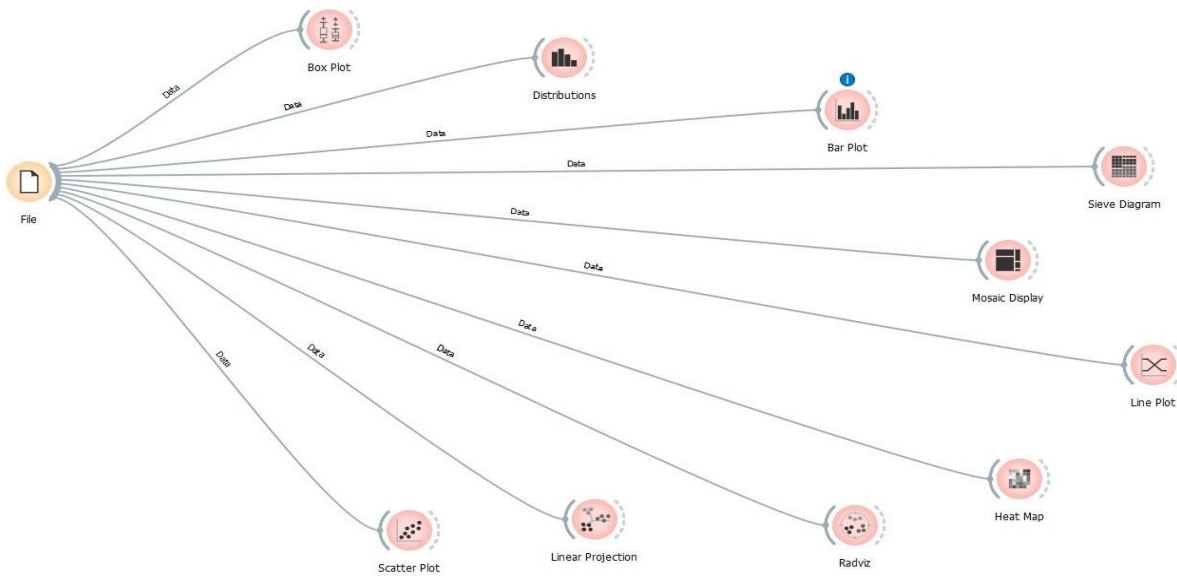 Box Plot
Data
Distributions
Data
i
Bar Plot
Data
Data
Sieve Diagram
File
Data
Mosaic Display
Data
Line Plot
Data
Heat Map
Data
Radviz
Data
Linear Projection
Data
Scatter Plot